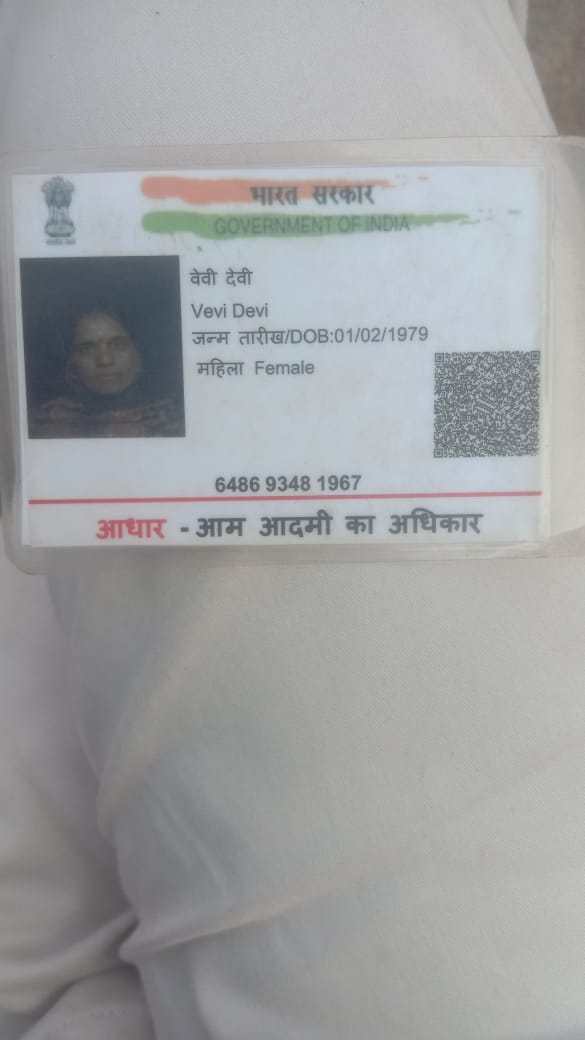 भारत सरकार
GOVERNMENT OF INDIA
वेवी देवी
Vevi Devi
जन्म तारीख/DOB:01/02/1979
महिला Female
6486 9348 1967
आधार - आम आदमी का अधिकार